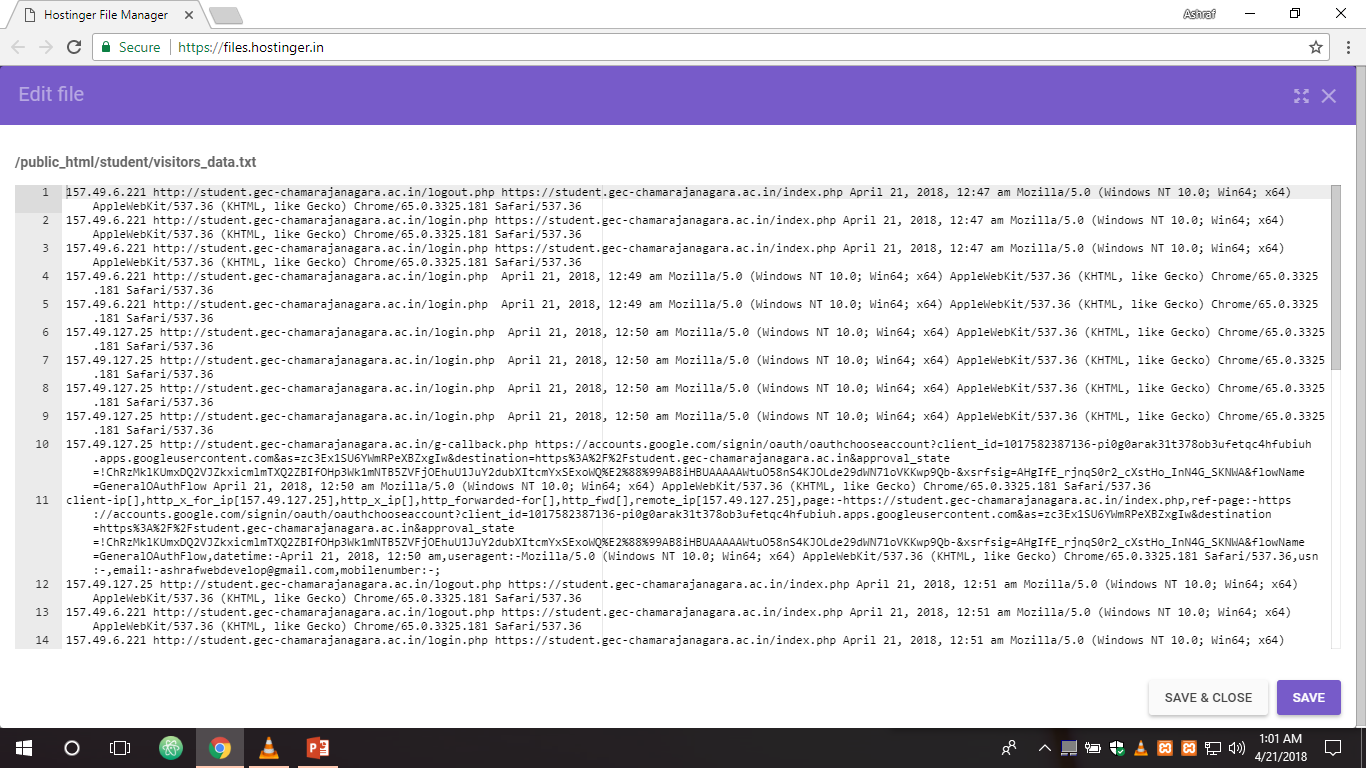 Hostinger File Manager
Ashraf
Secure https://files.hostinger.in
Edit file
/public_html/student/visitors_data.txt
1 157.49.6.221 http://student.gec-chamarajanagara.ac.in/logout.php https://student.gec-chamarajanagara.ac.in/index.php April 21, 2018, 12:47 am Mozilla/5.0 (Windows NT 10.0; Win64; x64)
AppleWebKit/537.36 (KHTML, like Gecko) Chrome/65.0.3325.181 Safari/537.36
2 157.49.6.221 http://student.gec-chamarajanagara.ac.in/login.php https://student.gec-chamarajanagara.ac.in/index.php April 21, 2018, 12:47 am Mozilla/5.0 (Windows NT 10.0; Win64; x64)
AppleWebKit/537.36 (KHTML, like Gecko) Chrome/65.0.3325.181 Safari/537.36
3 157.49.6.221 http://student.gec-chamarajanagara.ac.in/login.php https://student.gec-chamarajanagara.ac.in/index.php April 21, 2018, 12:47 am Mozilla/5.0 (Windows NT 10.0; Win64; x64)
AppleWebKit/537.36 (KHTML, like Gecko) Chrome/65.0.3325.181 Safari/537.36
4 157.49.6.221 http://student.gec-chamarajanagara.ac.in/login.php  April 21, 2018, 12:49 am Mozilla/5.0 (Windows NT 10.0; Win64; x64) AppleWebKit/537.36 (KHTML, like Gecko) Chrome/65.0.3325
.181 Safari/537.36
5 157.49.6.221 http://student.gec-chamarajanagara.ac.in/login.php  April 21, 2018, 12:49 am Mozilla/5.0 (Windows NT 10.0; Win64; x64) AppleWebKit/537.36 (KHTML, like Gecko) Chrome/65.0.3325
.181 Safari/537.36
6 157.49.127.25 http://student.gec-chamarajanagara.ac.in/login.php  April 21, 2018, 12:50 am Mozilla/5.0 (Windows NT 10.0; Win64; x64) AppleWebKit/537.36 (KHTML, like Gecko) Chrome/65.0.3325
.181 Safari/537.36
7 157.49.127.25 http://student.gec-chamarajanagara.ac.in/login.php  April 21, 2018, 12:50 am Mozilla/5.0 (Windows NT 10.0; Win64; x64) AppleWebKit/537.36 (KHTML, like Gecko) Chrome/65.0.3325
.181 Safari/537.36
8 157.49.127.25 http://student.gec-chamarajanagara.ac.in/login.php  April 21, 2018, 12:50 am Mozilla/5.0 (Windows NT 10.0; Win64; x64) AppleWebKit/537.36 (KHTML, like Gecko) Chrome/65.0.3325
.181 Safari/537.36
9 157.49.127.25 http://student.gec-chamarajanagara.ac.in/login.php  April 21, 2018, 12:50 am Mozilla/5.0 (Windows NT 10.0; Win64; x64) AppleWebKit/537.36 (KHTML, like Gecko) Chrome/65.0.3325
.181 Safari/537.36
10 157.49.127.25 http://student.gec-chamarajanagara.ac.in/g-callback.php https://accounts.google.com/signin/oauth/oauthchooseaccount?client_id=1017582387136-pi0g0arak31t378ob3ufetqc4hfubiuh
.apps.googleusercontent.com&as=zc3Ex1SU6YWmRPeXBZxgIw&destination=https%3A%2F%2Fstudent.gec-chamarajanagara.ac.in&approval_state
=!ChRzMklKUmxDQ2VJZkxicmlmTXQ2ZBIfOHp3Wk1mNTB5ZVFjOEhuU1JuY2dubXItcmYxSExoWQ%E2%88%99AB8iHBUAAAAAWtuO58nS4KJOLde29dWN71oVKKwp9Qb-&xsrfsig=AHgIfE_rjnqS0r2_cXstHo_InN4G_SKNWA&flowName
=GeneralOAuthFlow April 21, 2018, 12:50 am Mozilla/5.0 (Windows NT 10.0; Win64; x64) AppleWebKit/537.36 (KHTML, like Gecko) Chrome/65.0.3325.181 Safari/537.36
11 client-ip[],http_x_for_ip[157.49.127.25],http_x_ip[],http_forwarded-for[],http_fwd[],remote_ip[157.49.127.25],page:-https://student.gec-chamarajanagara.ac.in/index.php,ref-page:-https
://accounts.google.com/signin/oauth/oauthchooseaccount?client_id=1017582387136-pi0g0arak31t378ob3ufetqc4hfubiuh.apps.googleusercontent.com&as=zc3Ex1SU6YWmRPeXBZxgIw&destination
=https%3A%2F%2Fstudent.gec-chamarajanagara.ac.in&approval_state
=!ChRzMklKUmxDQ2VJZkxicmlmTXQ2ZBIfOHp3Wk1mNTB5ZVFjOEhuU1JuY2dubXItcmYxSExoWQ%E2%88%99AB8iHBUAAAAAWtuO58nS4KJOLde29dWN71oVKKwp9Qb-&xsrfsig=AHgIfE_rjnqS0r2_cXstHo_InN4G_SKNWA&flowName
=GeneralOAuthFlow,datetime:-April 21, 2018, 12:50 am,useragent:-Mozilla/5.0 (Windows NT 10.0; Win64; x64) AppleWebKit/537.36 (KHTML, like Gecko) Chrome/65.0.3325.181 Safari/537.36,usn
:-,email:-ashrafwebdevelop@gmail.com,mobilenumber:-;
12 157.49.127.25 http://student.gec-chamarajanagara.ac.in/logout.php https://student.gec-chamarajanagara.ac.in/index.php April 21, 2018, 12:51 am Mozilla/5.0 (Windows NT 10.0; Win64; x64)
AppleWebKit/537.36 (KHTML, like Gecko) Chrome/65.0.3325.181 Safari/537.36
13 157.49.6.221 http://student.gec-chamarajanagara.ac.in/logout.php https://student.gec-chamarajanagara.ac.in/index.php April 21, 2018, 12:51 am Mozilla/5.0 (Windows NT 10.0; Win64; x64)
AppleWebKit/537.36 (KHTML, like Gecko) Chrome/65.0.3325.181 Safari/537.36
14 157.49.6.221 http://student.gec-chamarajanagara.ac.in/login.php https://student.gec-chamarajanagara.ac.in/index.php April 21, 2018, 12:51 am Mozilla/5.0 (Windows NT 10.0; Win64; x64)
SAVE & CLOSE
SAVE
1:01 AM
4/21/2018